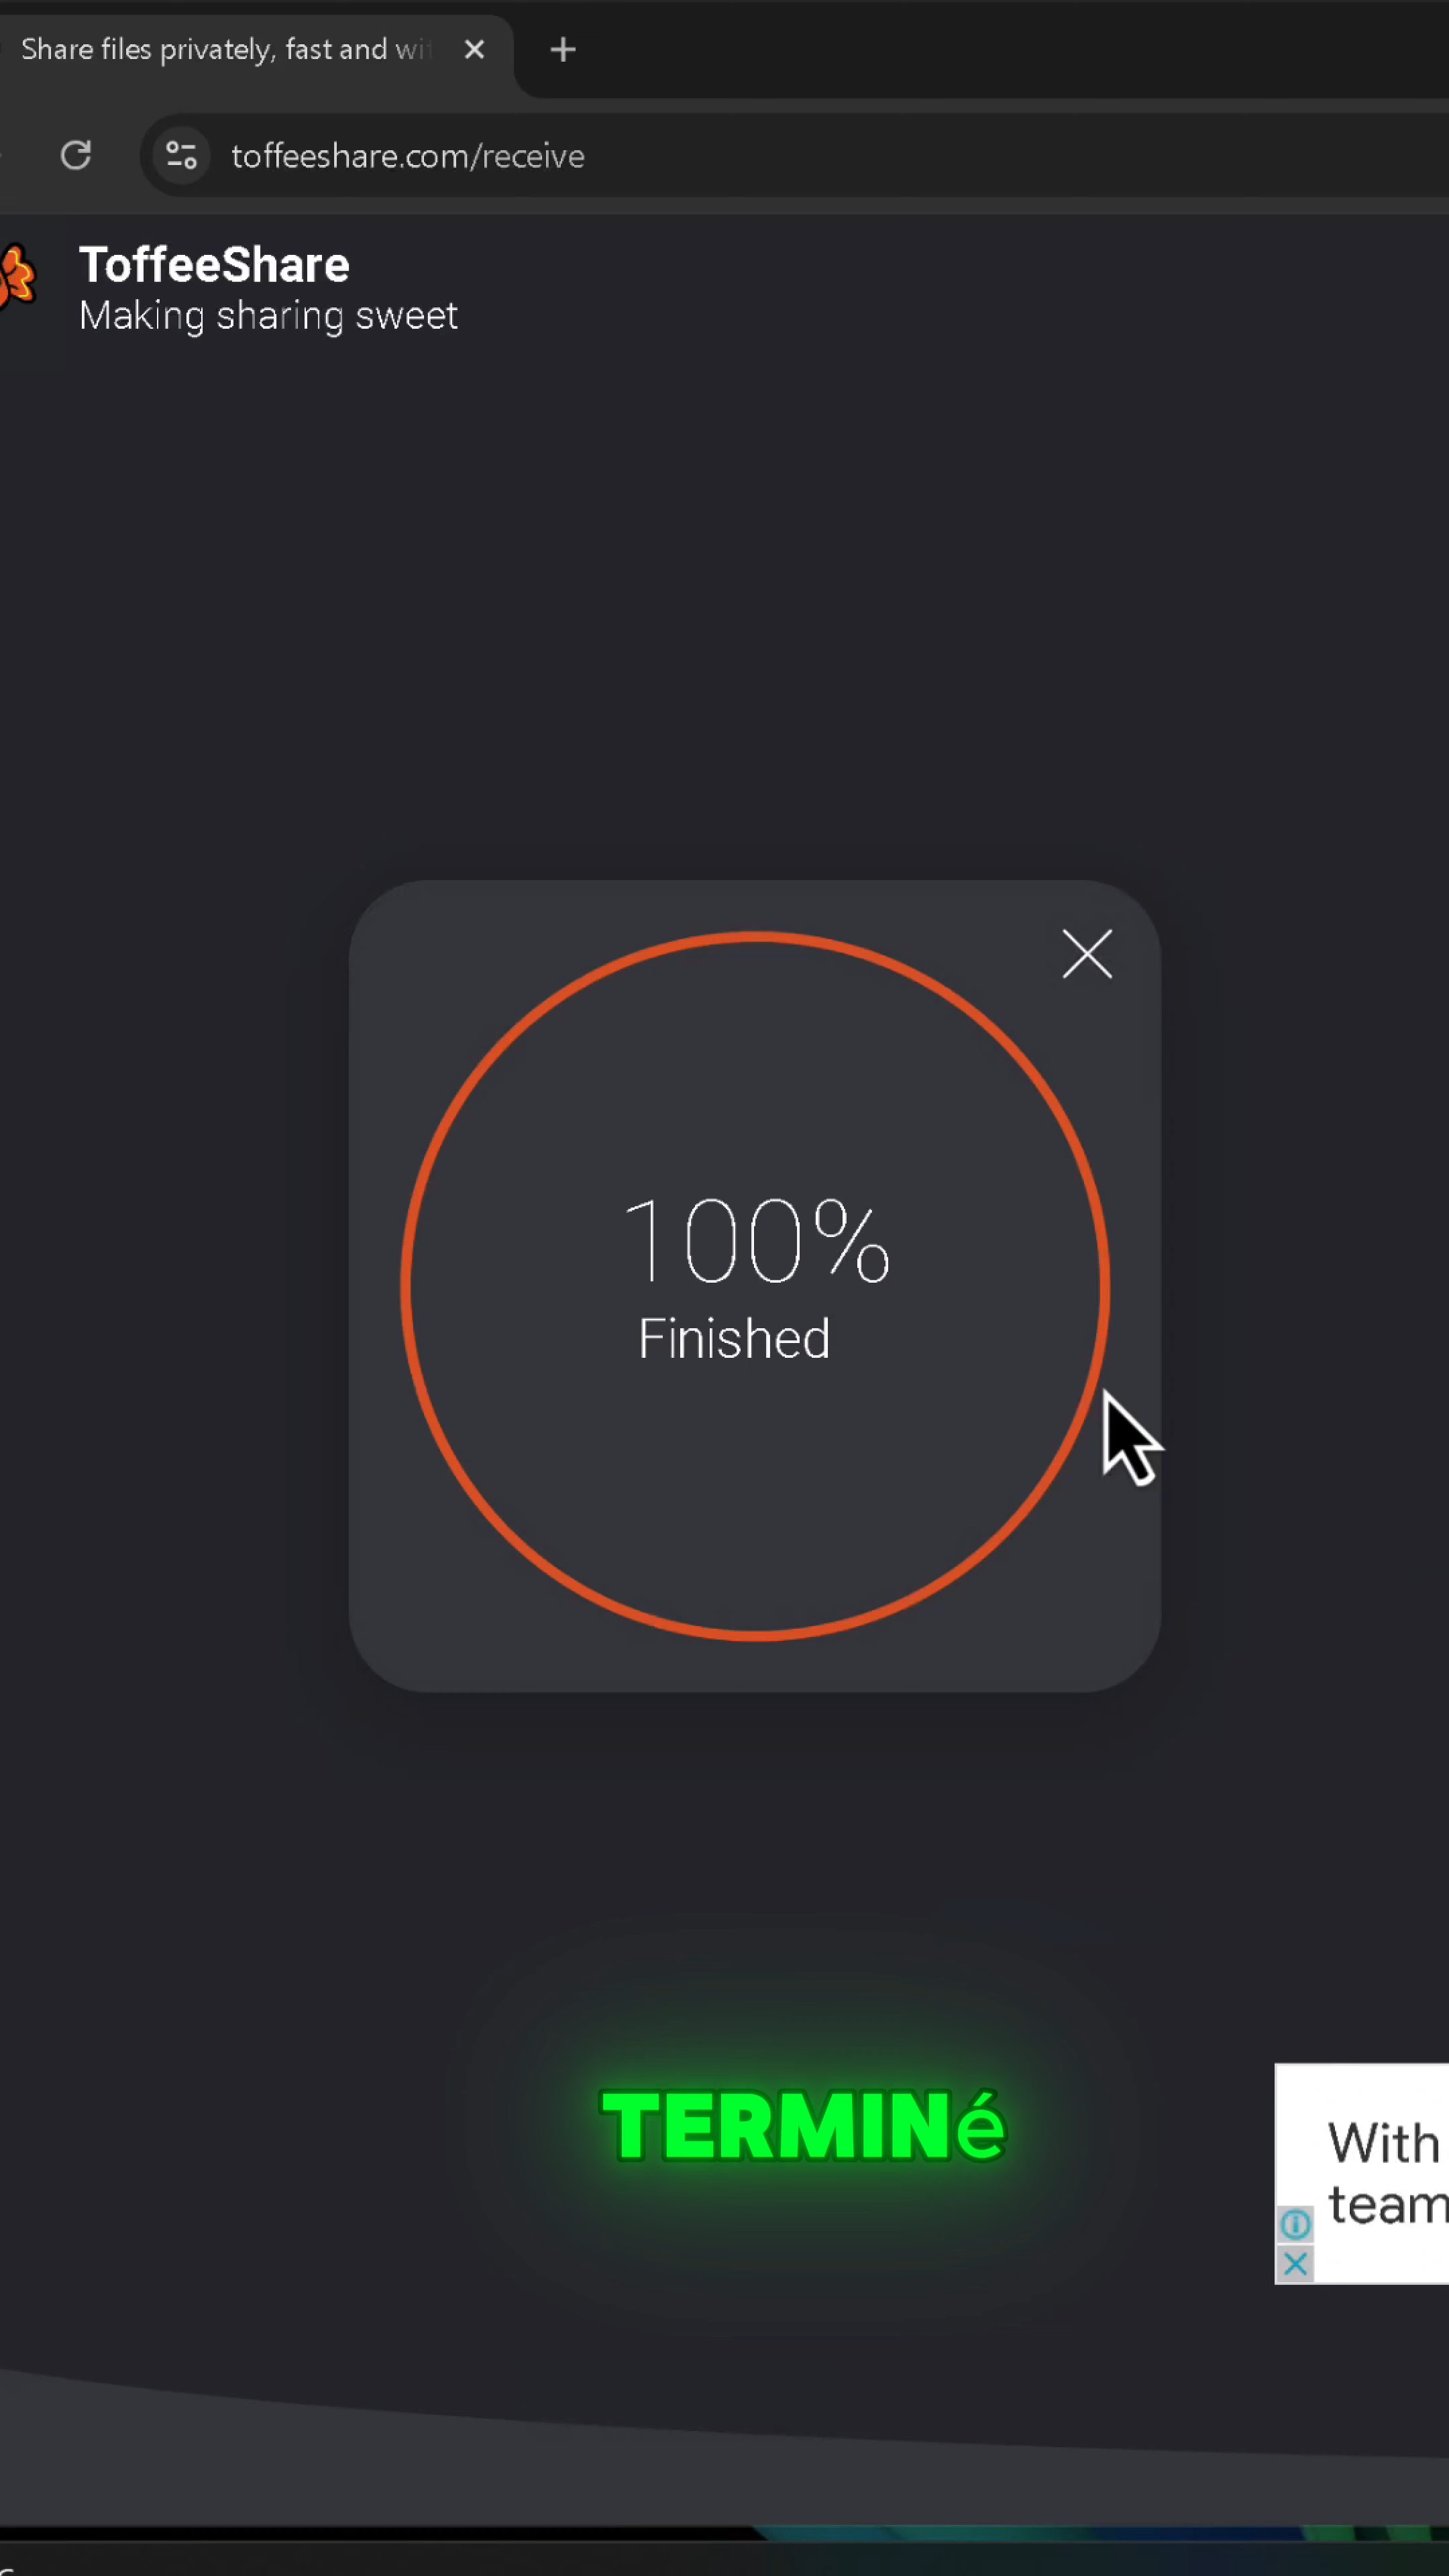 Share files privately, fast and wi
toffeeshare.com/receive
ToffeeShare
Making sharing sweet
100%
Finished
TERMINé
With
team